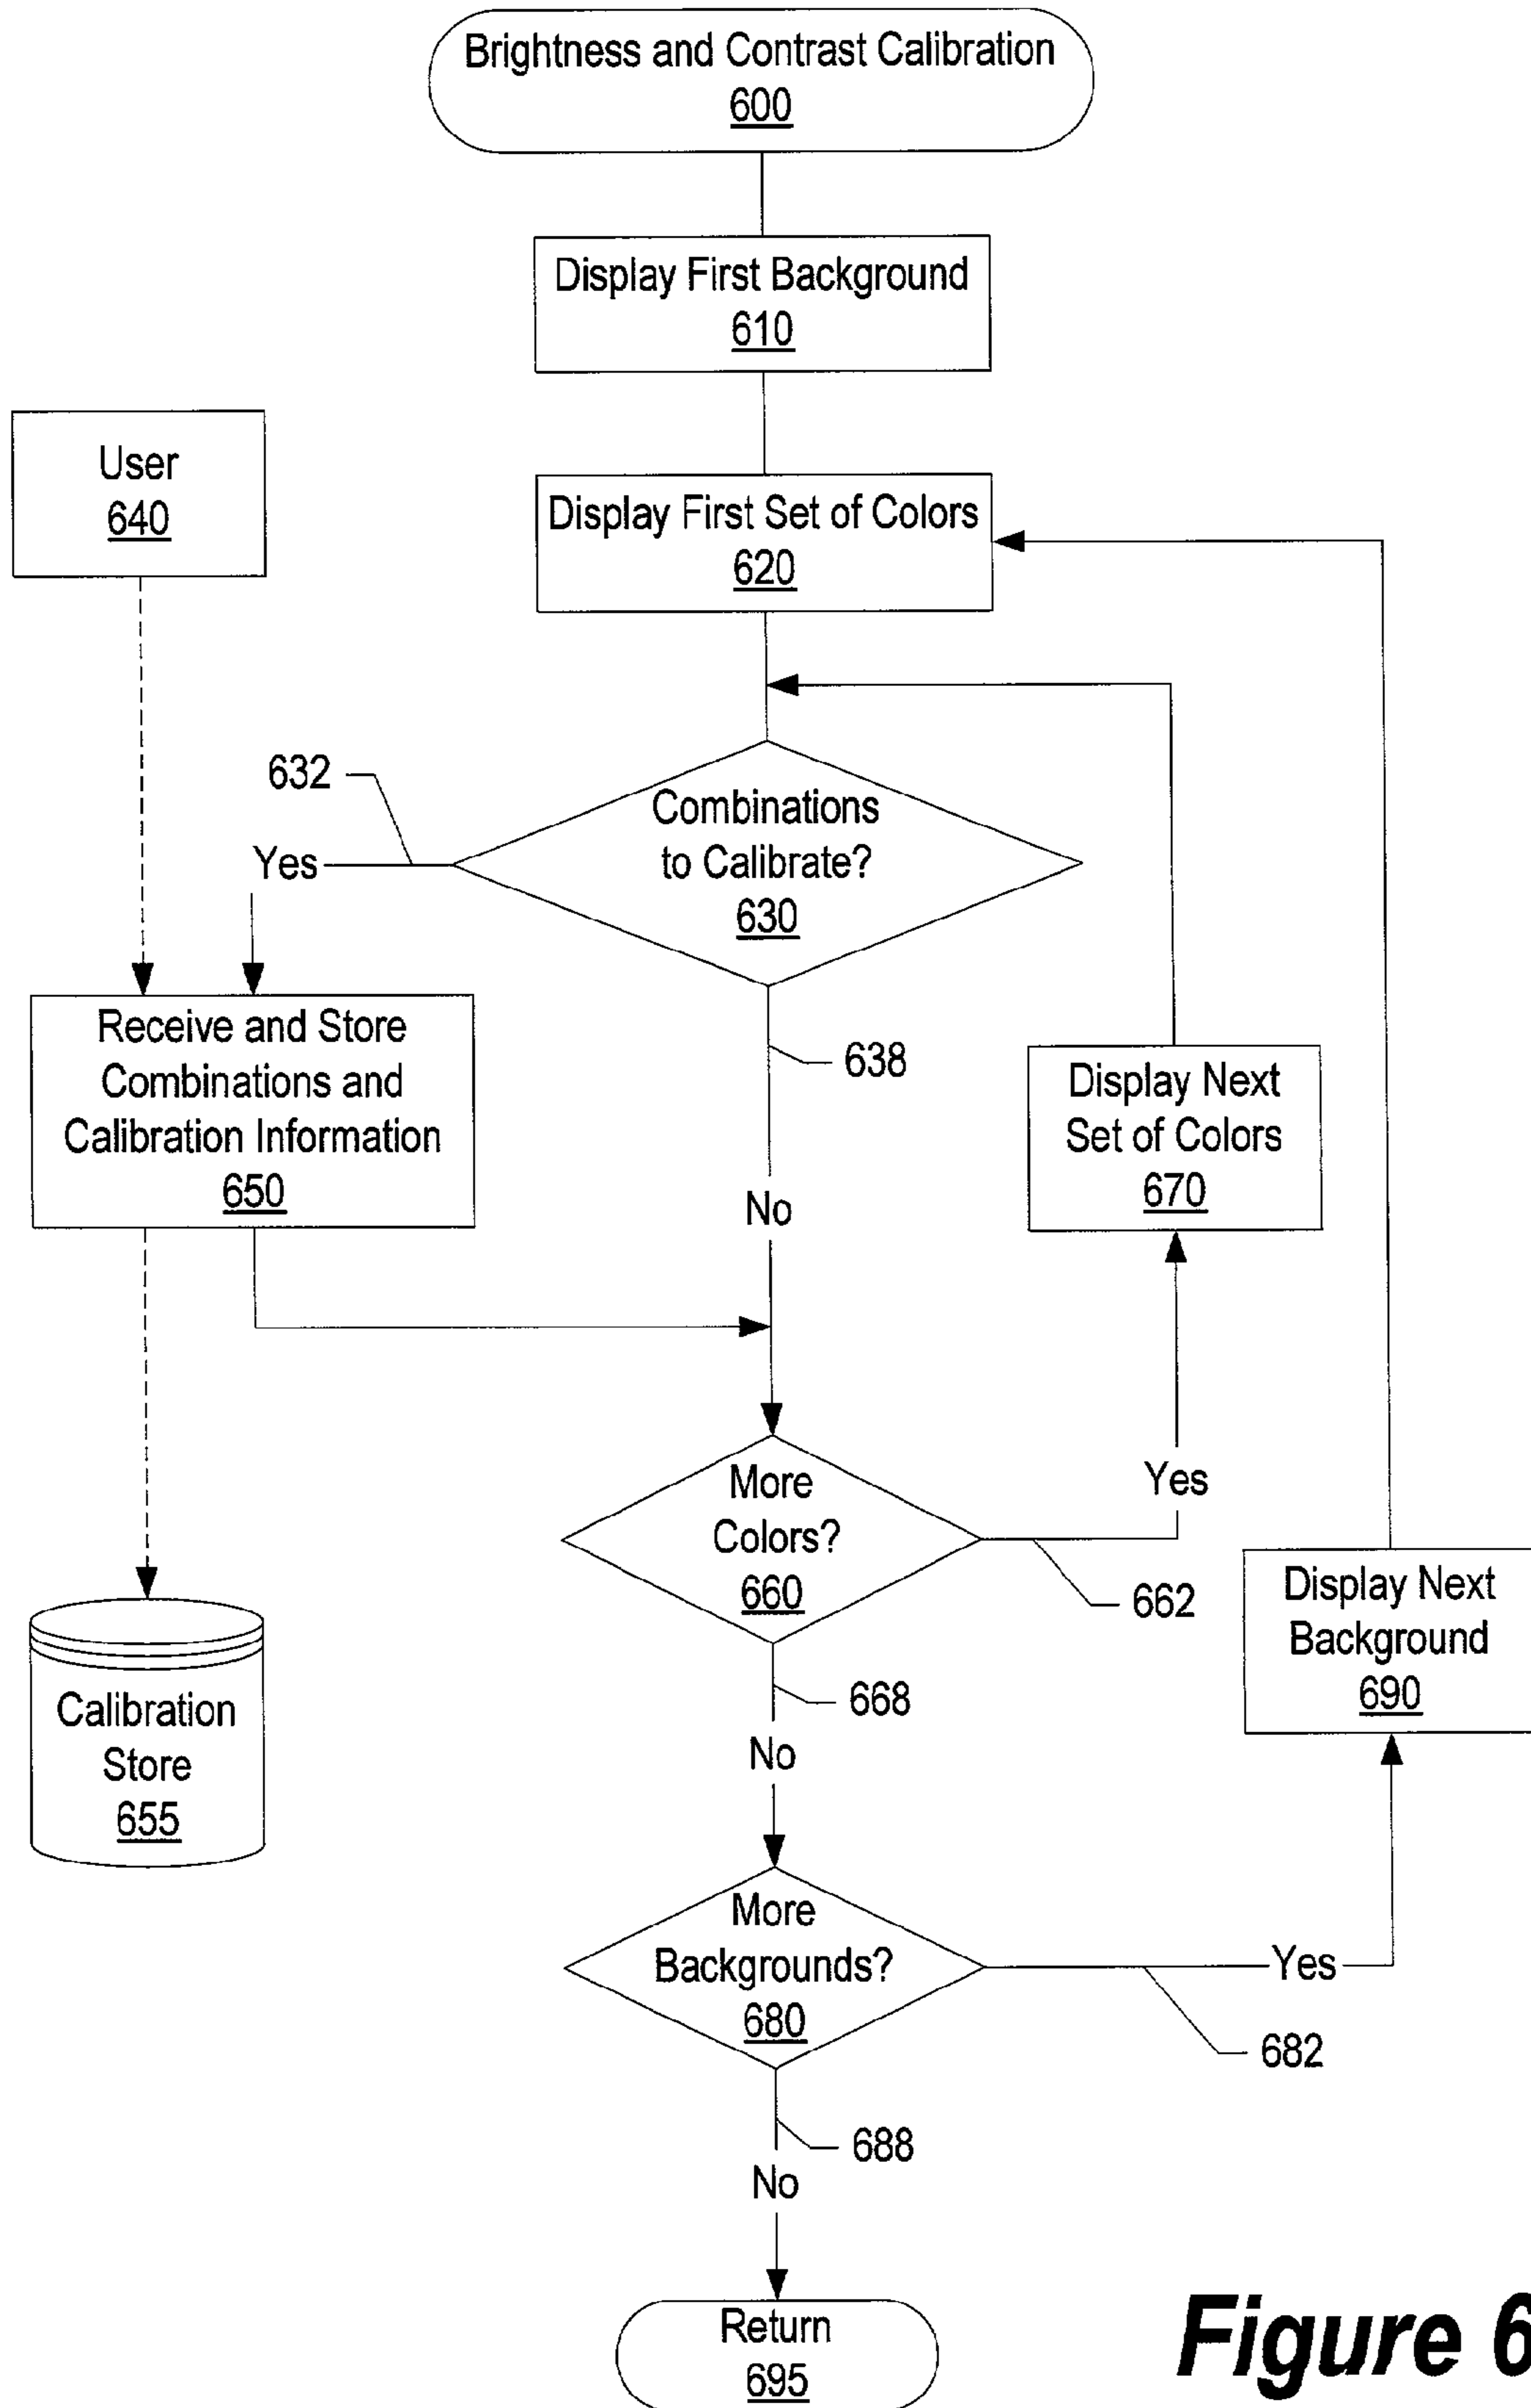 Brightness and Contrast Calibration
600
Display First Background
610
User
640
Display First Set of Colors
620
632
Combinations
to Calibrate?
630
Yes
638
No
Receive and Store
Combinations and
Calibration Information
650
Display Next
Set of Colors
670
More
Colors?
660
Yes
662
668
No
Calibration
Store
655
Display Next
Background
690
More
Backgrounds?
680
Yes
682
688
No
Return
695
Figure 6